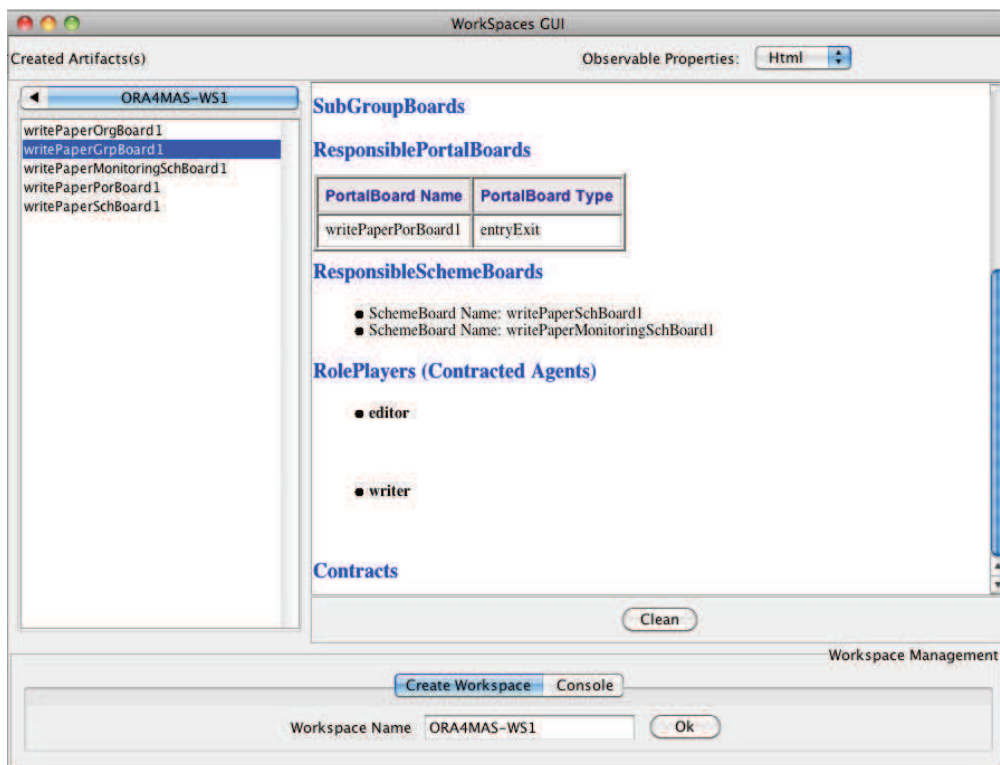 WorkSpaces GUI
Created Artifacts(s)
Observable Properties: Html
ORA4MAS-WS1
writePaperOrgBoard1
writePaperGrpBoard1
writePaperMonitoringSchBoard1
writePaperPorBoard1
writePaperSchBoard1
SubGroupBoards
ResponsiblePortalBoards
PortalBoard Name PortalBoard Type
writePaperPorBoard1 entryExit
ResponsibleSchemeBoards
SchemeBoard Name: writePaperSchBoard1
SchemeBoard Name: writePaperMonitoringSchBoard1
RolePlayers (Contracted Agents)
editor
writer
Contracts
Clean
Workspace Management
Create Workspace Console
Workspace Name ORA4MAS-WS1 Ok